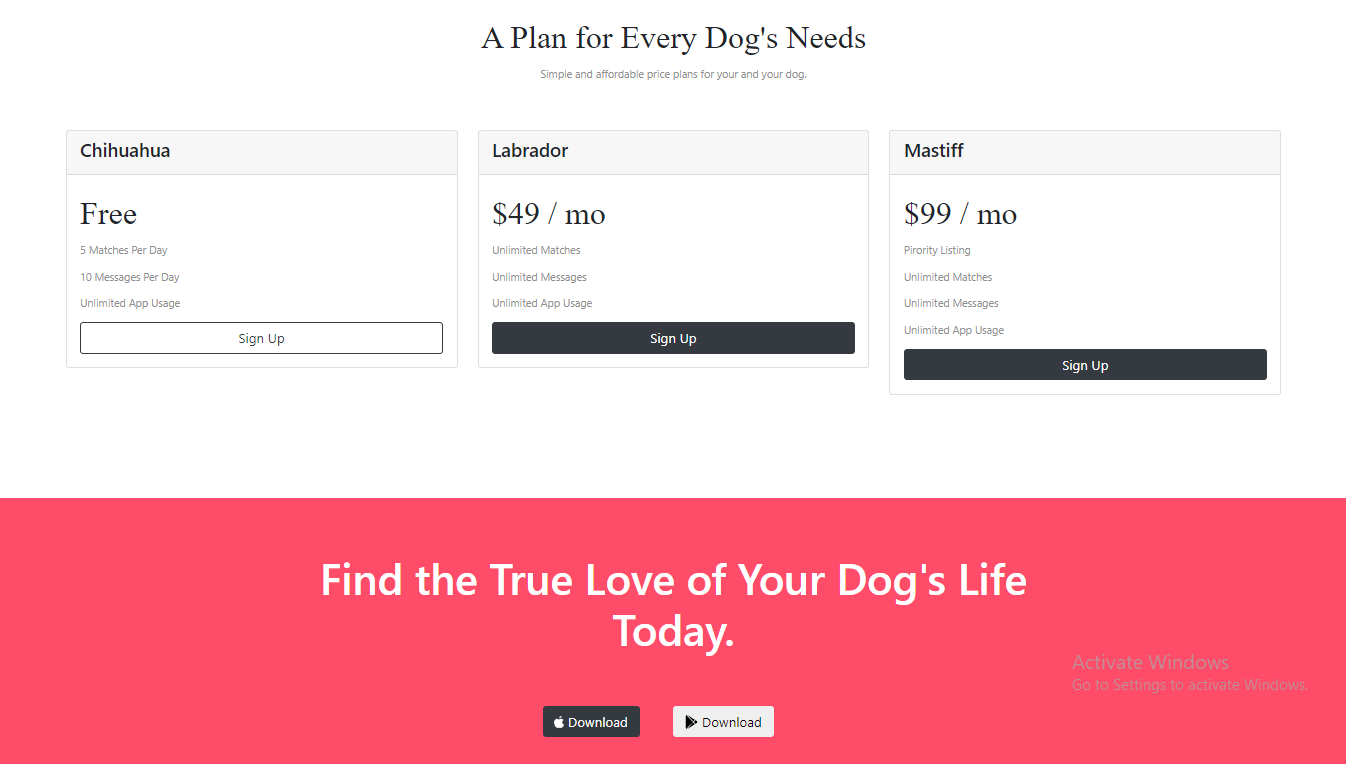 A Plan for Every Dog's Needs
Simple and affordable price plans for your and your dog.
Chihuahua
Free
5 Matches Per Day
10 Messages Per Day
Unlimited App Usage
Sign Up
Labrador
$49 / mo
Unlimited Matches
Unlimited Messages
Unlimited App Usage
Sign Up
Mastiff
$99 / mo
Pirority Listing
Unlimited Matches
Unlimited Messages
Unlimited App Usage
Sign Up
Find the True Love of Your Dog's Life
Today.
Activate Windows
Go to Settings to activate Windows.
Download
Download